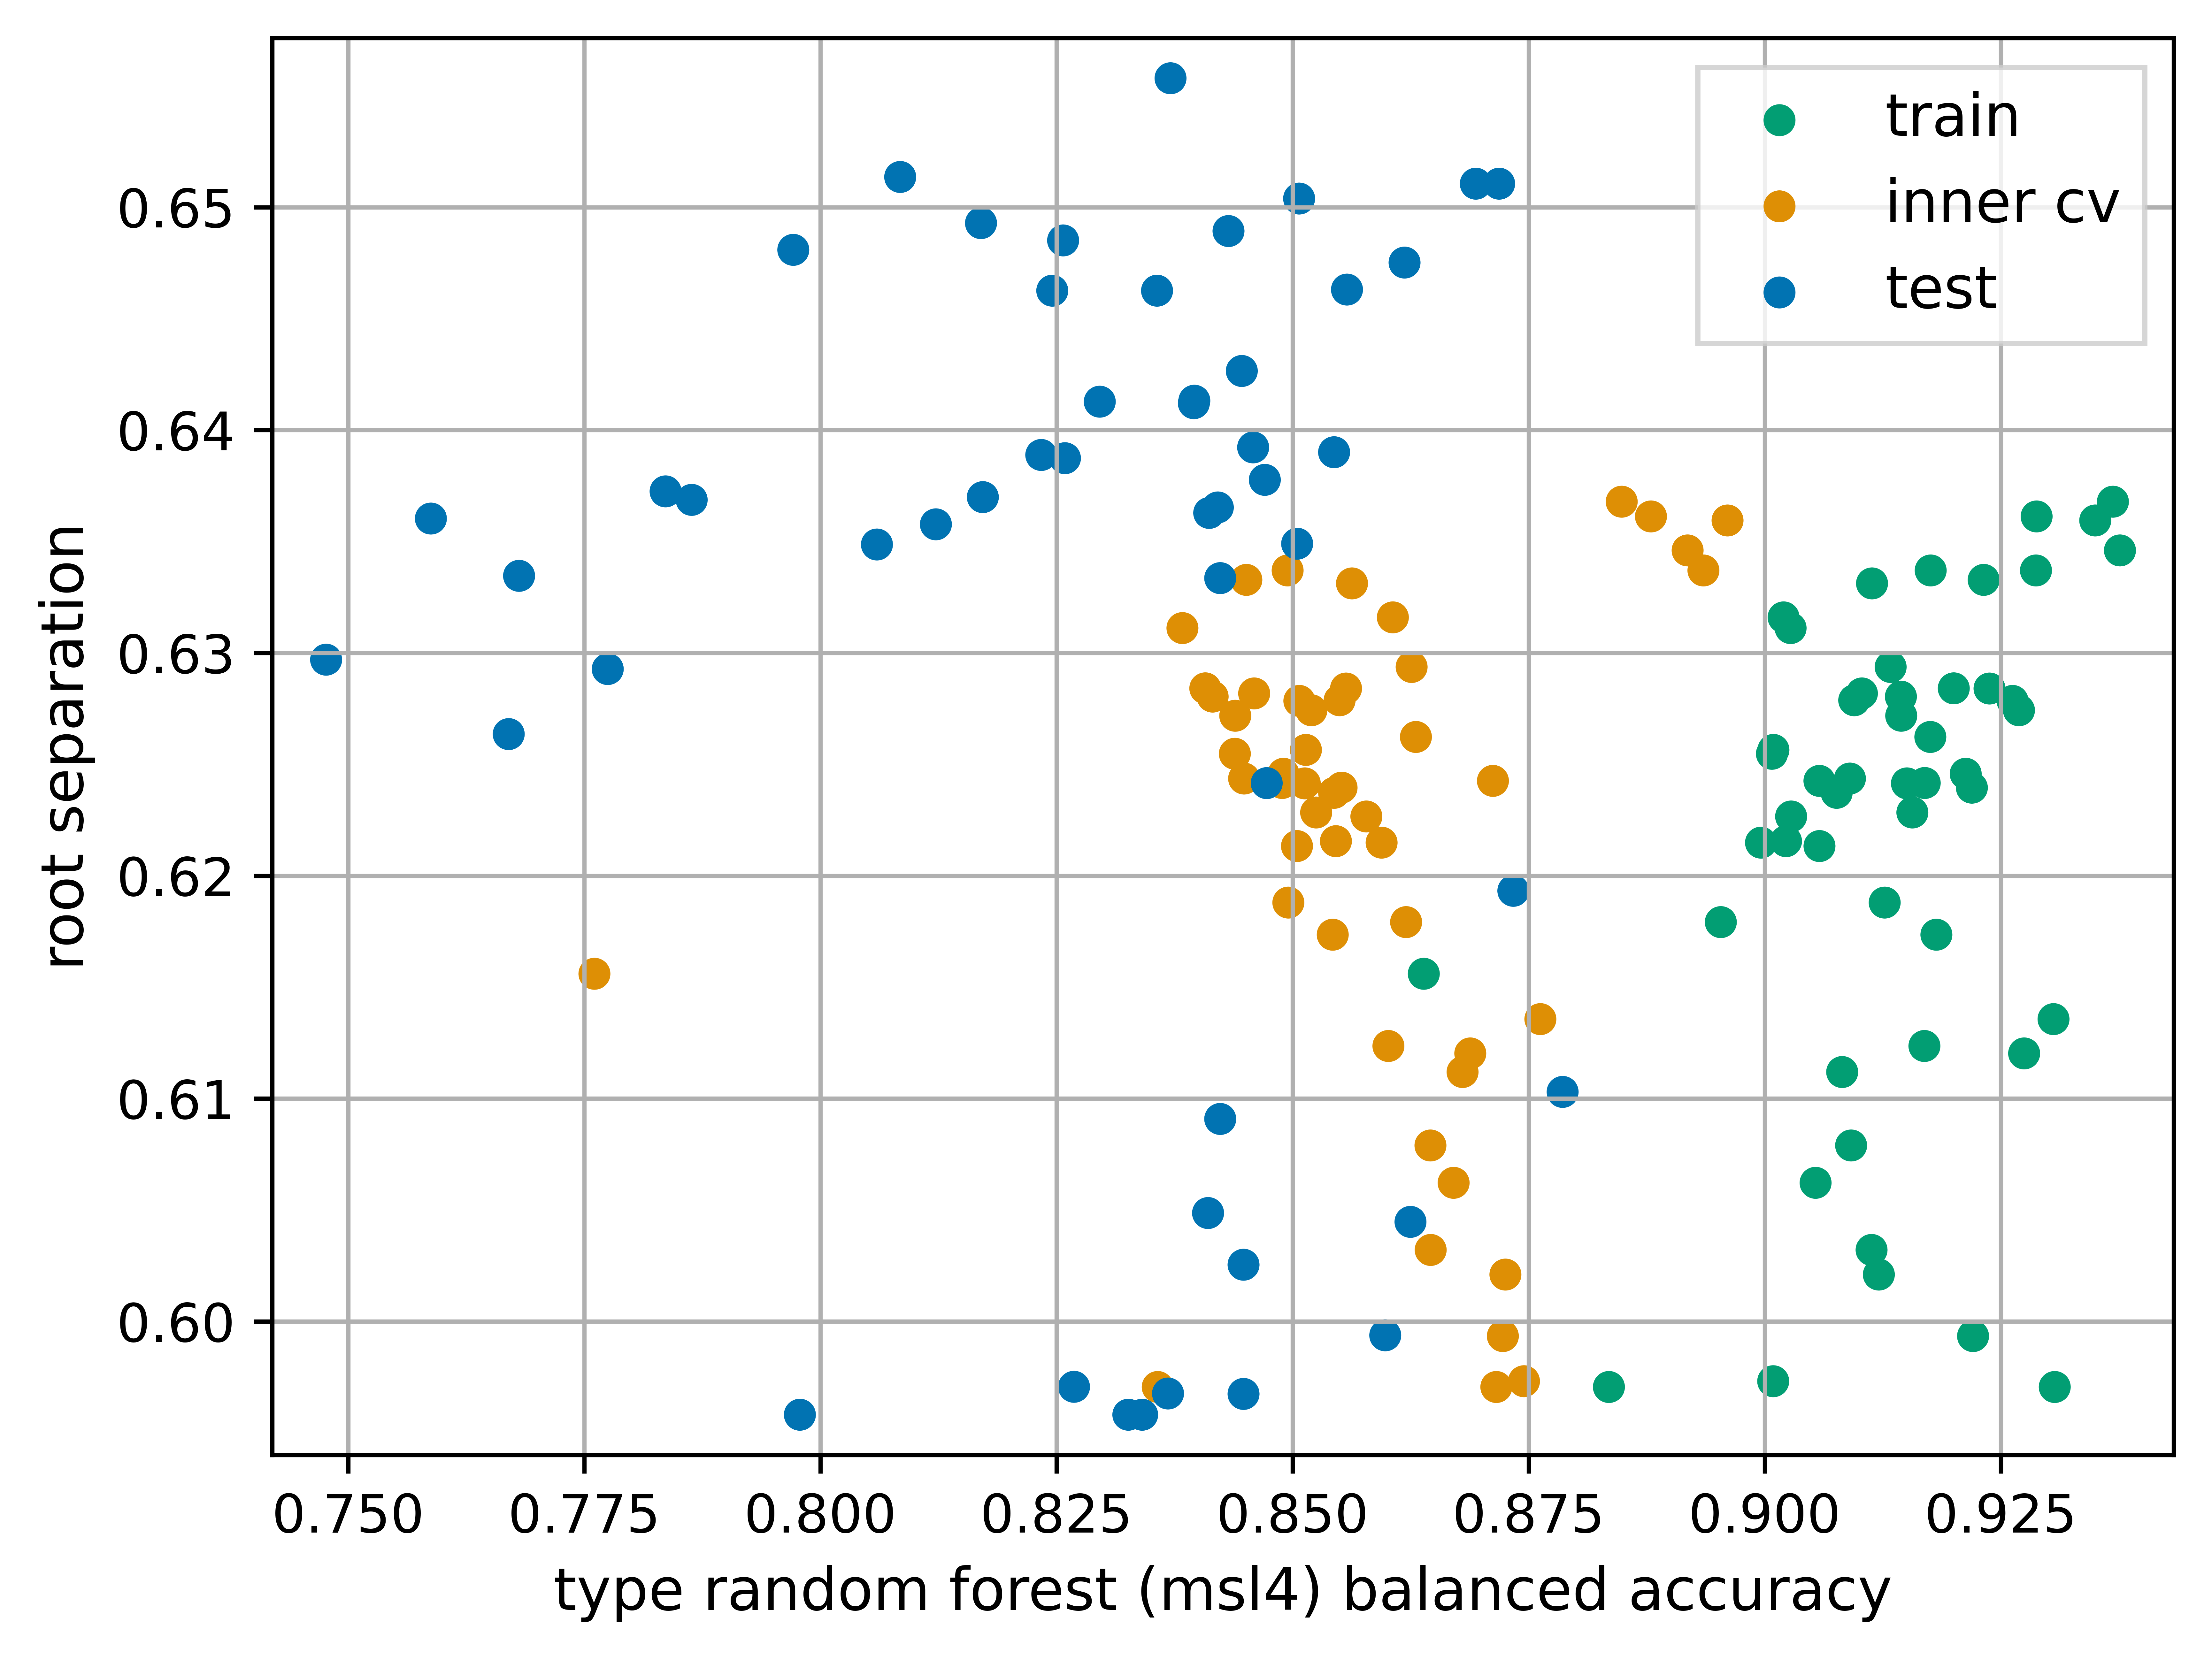 train
inner cv
test
0.65
0.64
0.63
0.62
0.61
0.60
root separation
0.750 0.775 0.800 0.825 0.850 0.875 0.900 0.925
type random forest (msl4) balanced accuracy